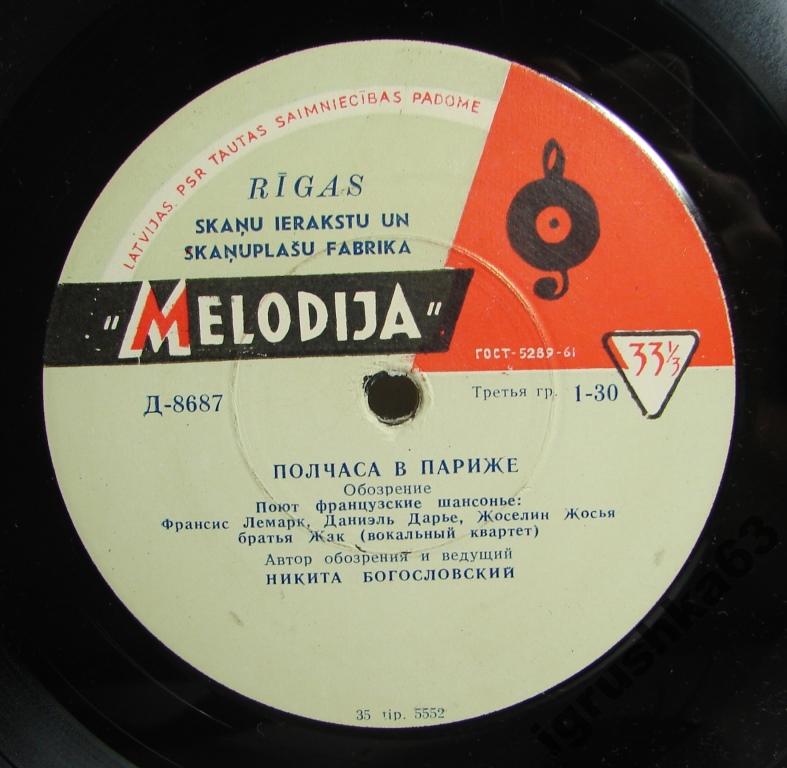 LATVIJAS PSR TAUTAS SAIMNIECĪBAS PADOME
RĪGAS
SKAŅU IERAKSTU UN
SKAŅUPLAŠU FABRIKA
"MELODIJA"
ГОСТ-5289-61
33⅓
Д-8687
Третья гр. 1-30
ПОЛЧАСА В ПАРИЖЕ
Обозрение
Поют французские шансонье:
Франсис Лемарк, Даниэль Дарье, Жоселин Жосья
братья Жак (вокальный квартет)
Автор обозрения и ведущий
НИКИТА БОГОСЛОВСКИЙ
35 tip. 5552
igrushka63